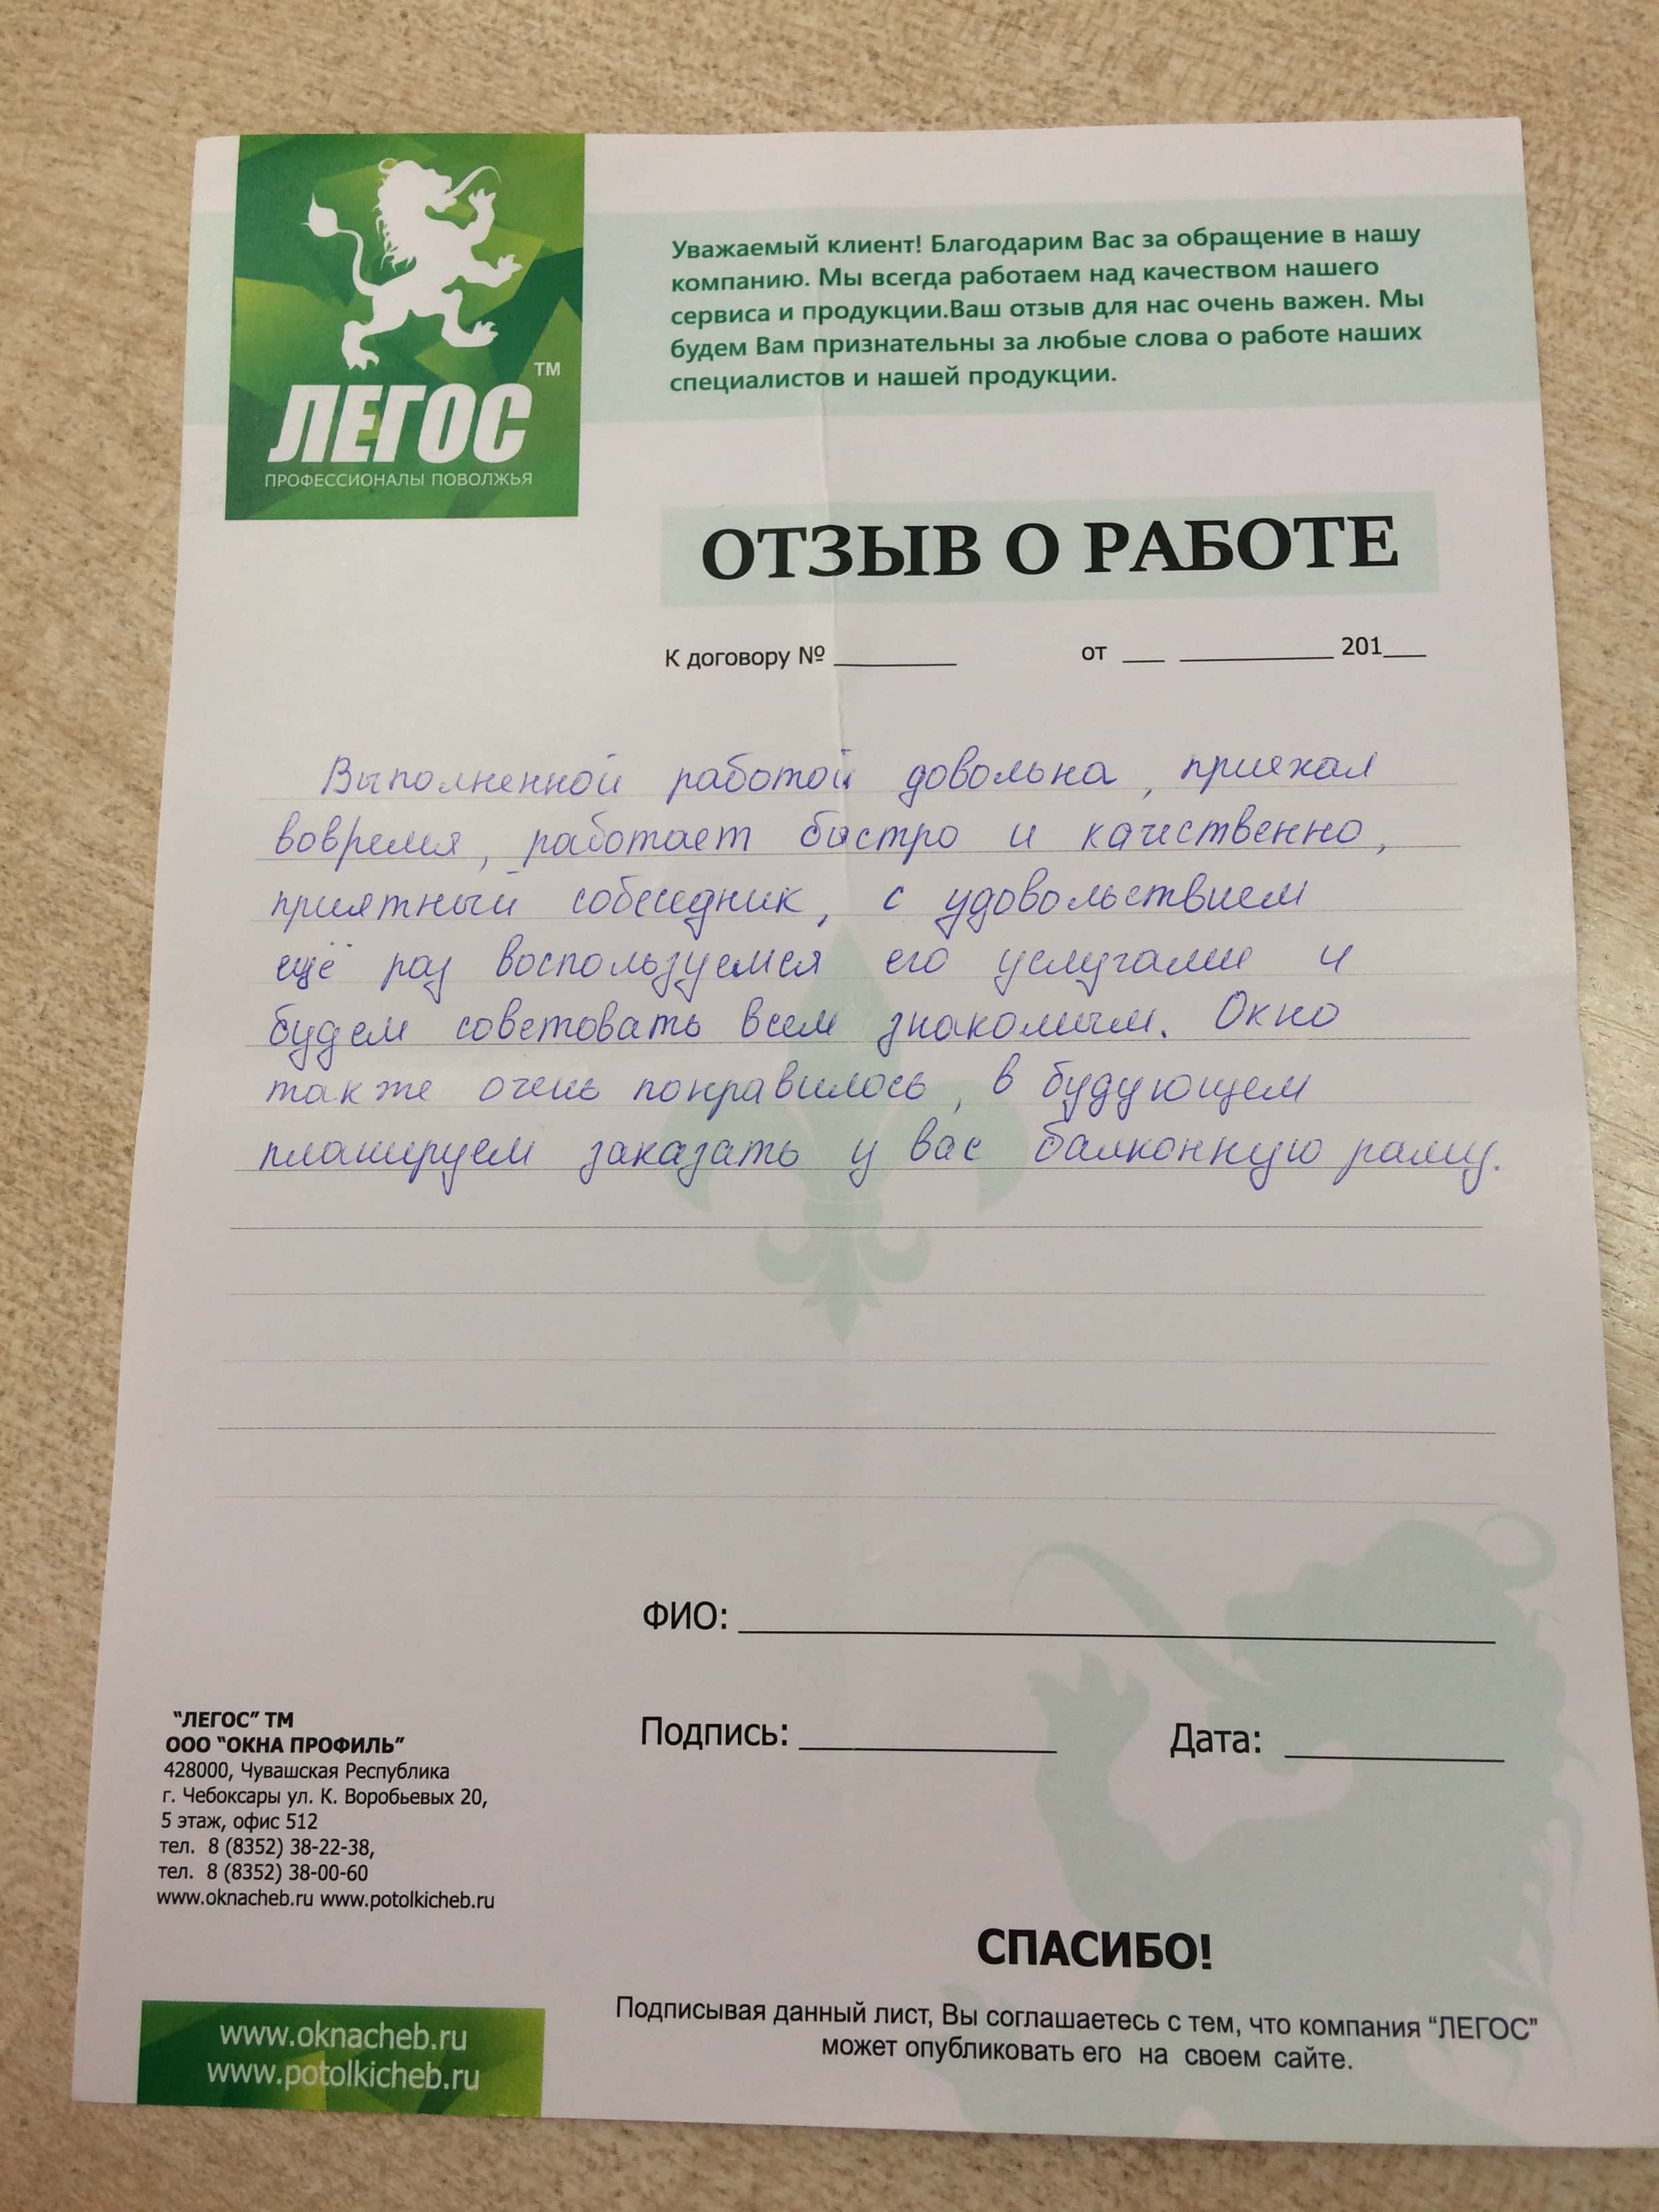 ЛЕГОС
TM
ПРОФЕССИОНАЛЫ ПОВОЛЖЬЯ
Уважаемый клиент! Благодарим Вас за обращение в нашу
компанию. Мы всегда работаем над качеством нашего
сервиса и продукции.Ваш отзыв для нас очень важен. Мы
будем Вам признательны за любые слова о работе наших
специалистов и нашей продукции.
ОТЗЫВ О РАБОТЕ
К договору № ________ от ___ __________ 201___
Выполненной работой довольна, приехал
вовремя, работает быстро и качественно,
приятный собеседник, с удовольствием
ещё раз воспользуемся его услугами и
будем советовать всем знакомым. Окно
также очень понравилось, в будующем
планируем заказать у вас балконную раму.
ФИО:
Подпись: Дата:
"ЛЕГОС" ТМ
ООО "ОКНА ПРОФИЛЬ"
428000, Чувашская Республика
г. Чебоксары ул. К. Воробьевых 20,
5 этаж, офис 512
тел. 8 (8352) 38-22-38,
тел. 8 (8352) 38-00-60
www.oknacheb.ru www.potolkicheb.ru
СПАСИБО!
Подписывая данный лист, Вы соглашаетесь с тем, что компания "ЛЕГОС"
может опубликовать его на своем сайте.
www.oknacheb.ru
www.potolkicheb.ru